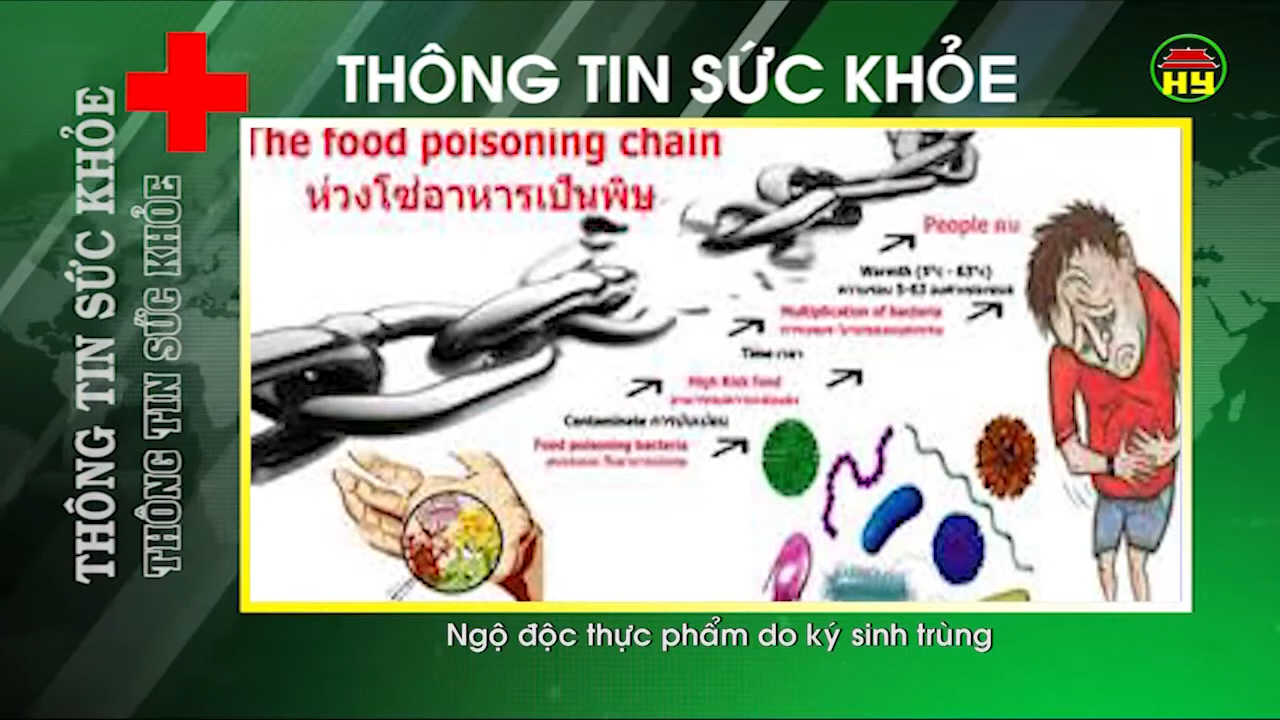 THÔNG TIN SỨC KHỎE
HY
THÔNG TIN SỨC KHỎE
THÔNG TIN SỨC KHỎE
The food poisoning chain
ห่วงโซ่อาหารเป็นพิษ
People คน
Warmth (5°c - 63°c)
5-63
Multiplication of bacteria
Time เวลา
High Risk food
Contaminate การปนเปื้อน
Food poisoning bacteria
Ngộ độc thực phẩm do ký sinh trùng